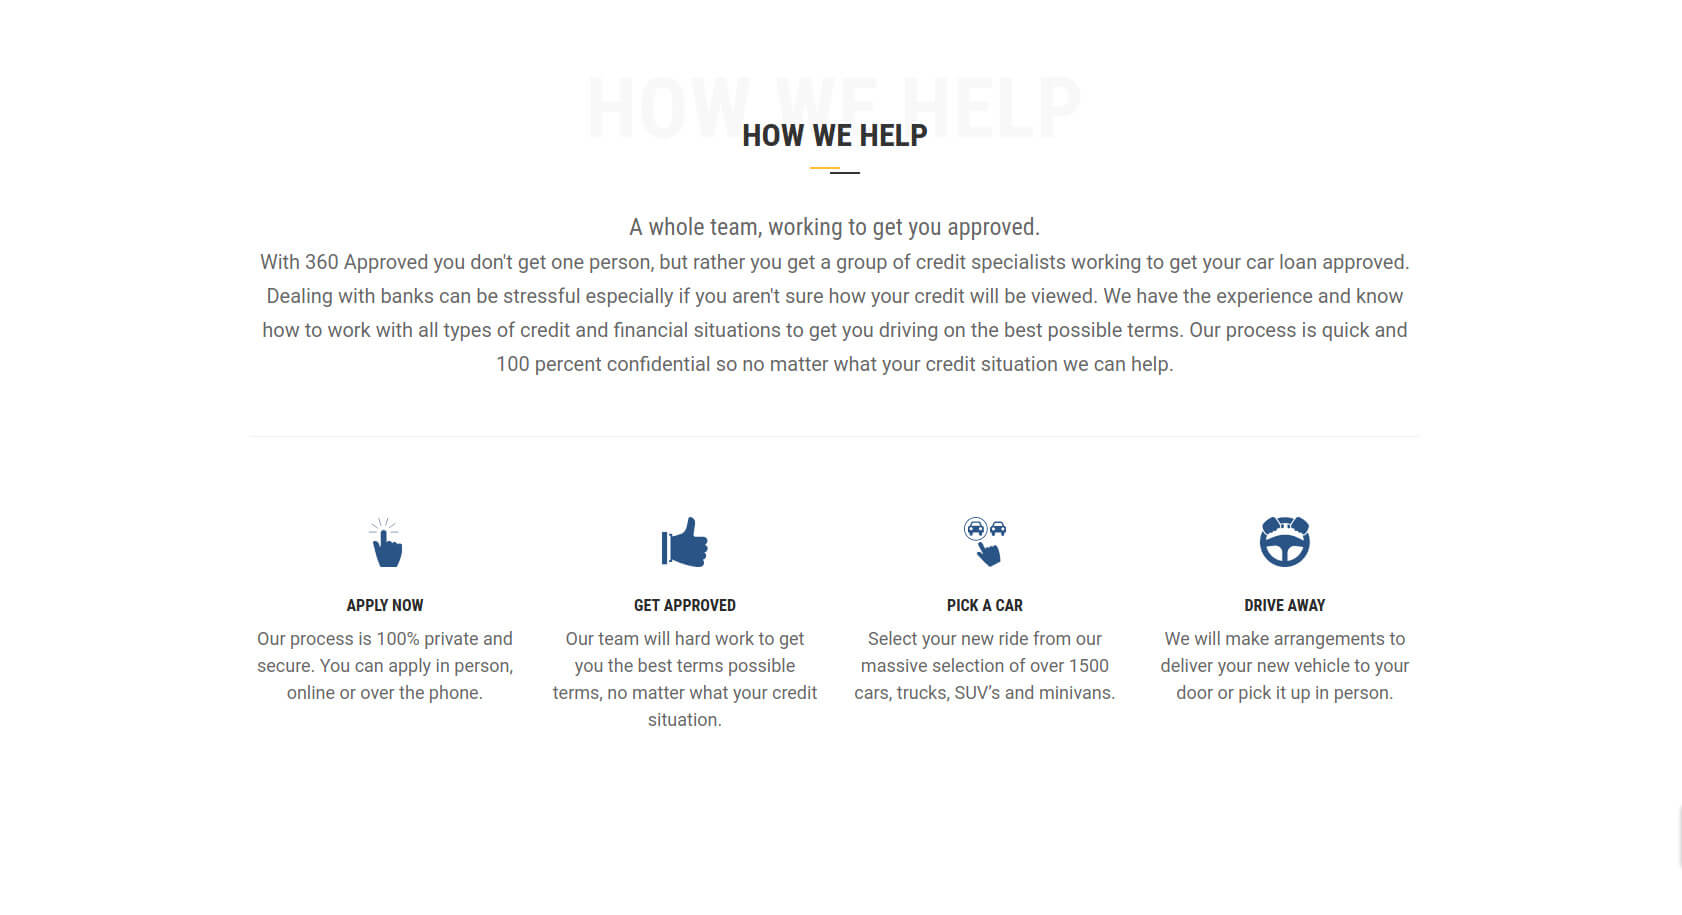 HOW WE HELP
HOW WE HELP
A whole team, working to get you approved.
With 360 Approved you don't get one person, but rather you get a group of credit specialists working to get your car loan approved.
Dealing with banks can be stressful especially if you aren't sure how your credit will be viewed. We have the experience and know
how to work with all types of credit and financial situations to get you driving on the best possible terms. Our process is quick and
100 percent confidential so no matter what your credit situation we can help.
APPLY NOW
Our process is 100% private and
secure. You can apply in person,
online or over the phone.
GET APPROVED
Our team will hard work to get
you the best terms possible
terms, no matter what your credit
situation.
PICK A CAR
Select your new ride from our
massive selection of over 1500
cars, trucks, SUV’s and minivans.
DRIVE AWAY
We will make arrangements to
deliver your new vehicle to your
door or pick it up in person.